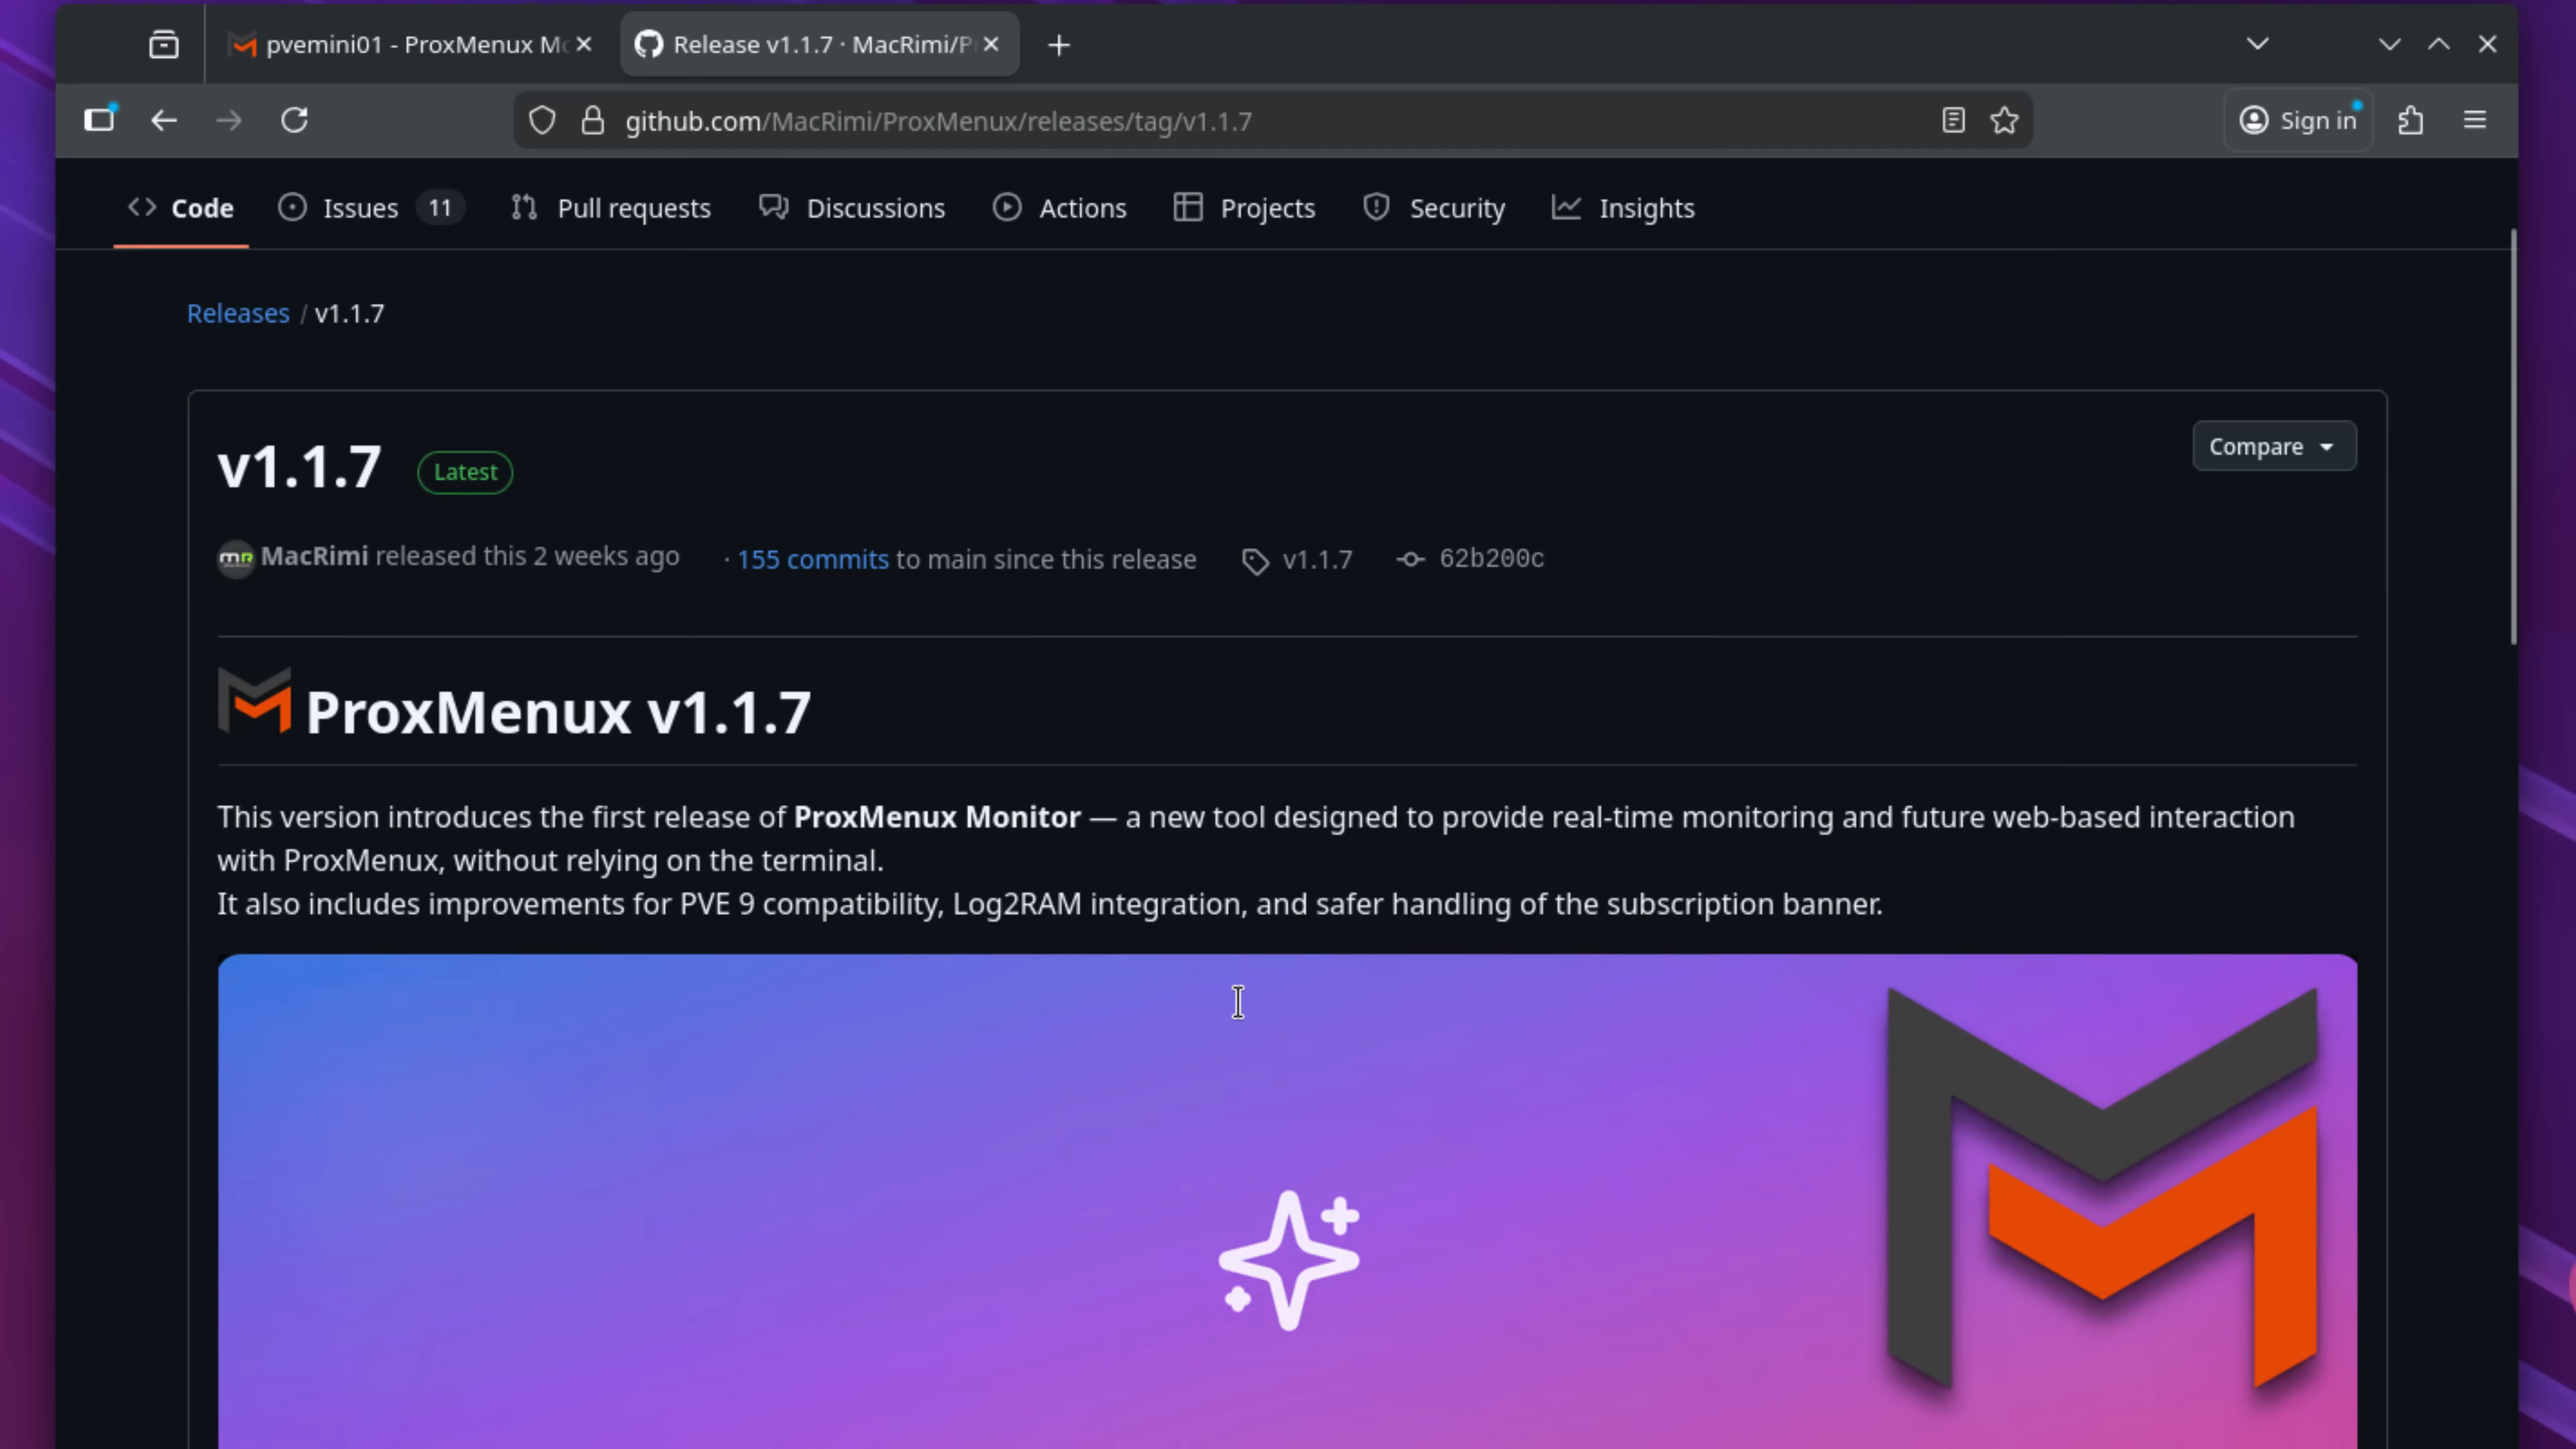 pvemini01 - ProxMenux Mo
Release v1.1.7 · MacRimi/P
github.com/MacRimi/ProxMenux/releases/tag/v1.1.7
Sign in
Code
Issues 11
Pull requests
Discussions
Actions
Projects
Security
Insights
Releases / v1.1.7
v1.1.7 Latest
Compare
MacRimi released this 2 weeks ago · 155 commits to main since this release v1.1.7 62b200c
ProxMenux v1.1.7
This version introduces the first release of ProxMenux Monitor — a new tool designed to provide real-time monitoring and future web-based interaction
with ProxMenux, without relying on the terminal.
It also includes improvements for PVE 9 compatibility, Log2RAM integration, and safer handling of the subscription banner.